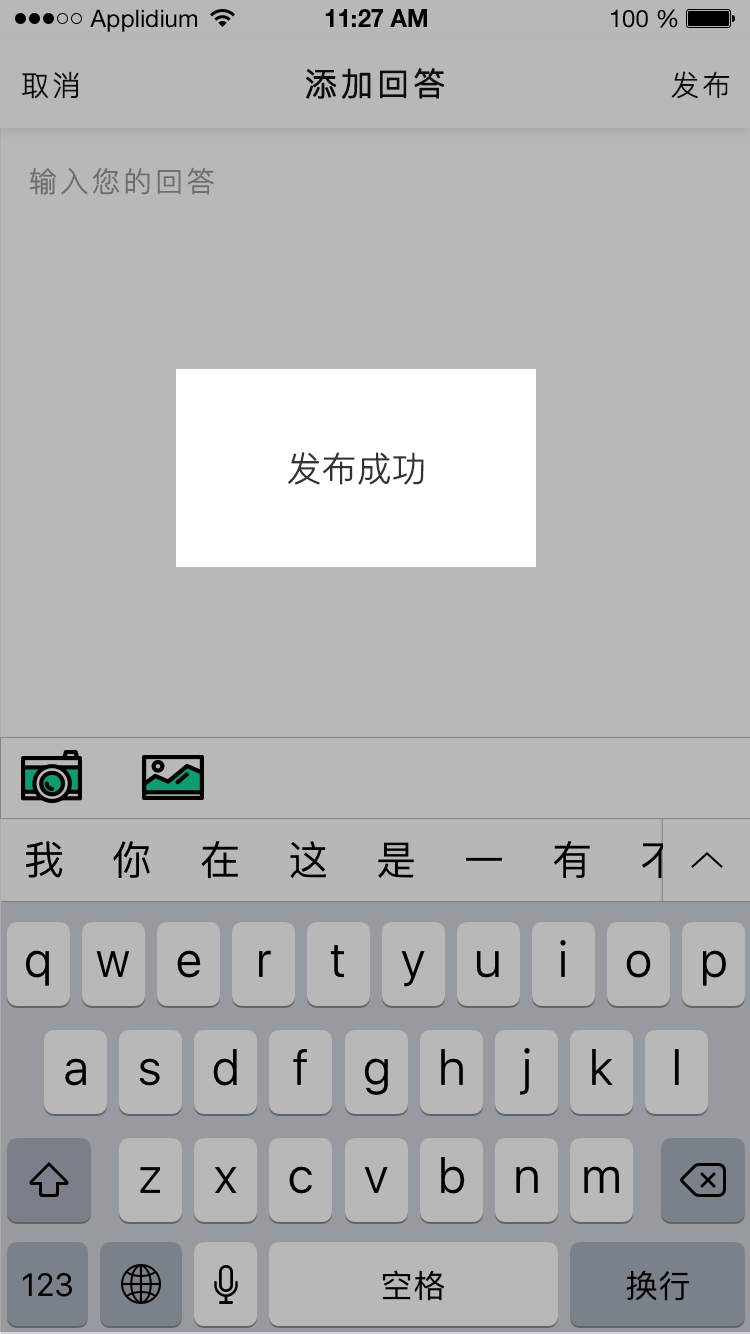 Applidium 11:27 AM 100 %
取消 添加回答 发布
输入您的回答
发布成功
我 你 在 这 是 一 有
q w e r t y u i o p
a s d f g h j k l
z x c v b n m
123 空格 换行